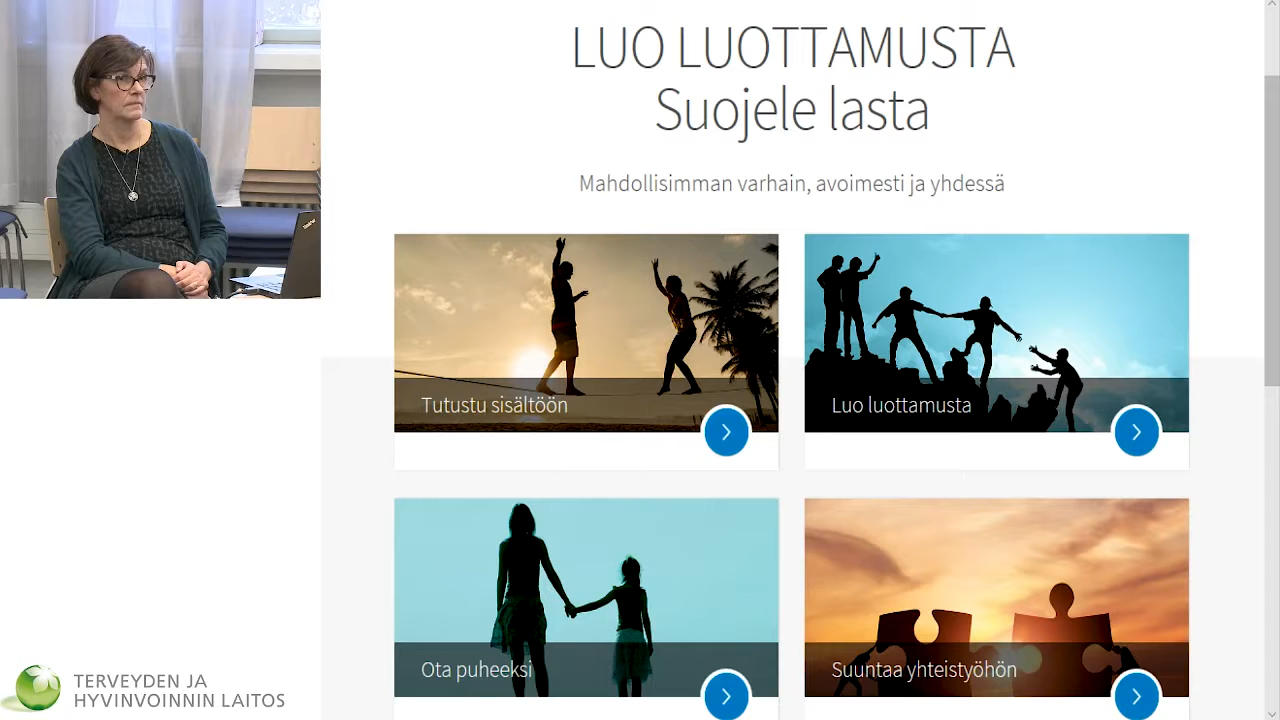 LUO LUOTTAMUSTA
Suojele lasta
Mahdollisimman varhain, avoimesti ja yhdessä
Tutustu sisältöön
Luo luottamusta
Ota puheeksi
Suuntaa yhteistyöhön
ThinkPad
TERVEYDEN JA
HYVINVOINNIN LAITOS